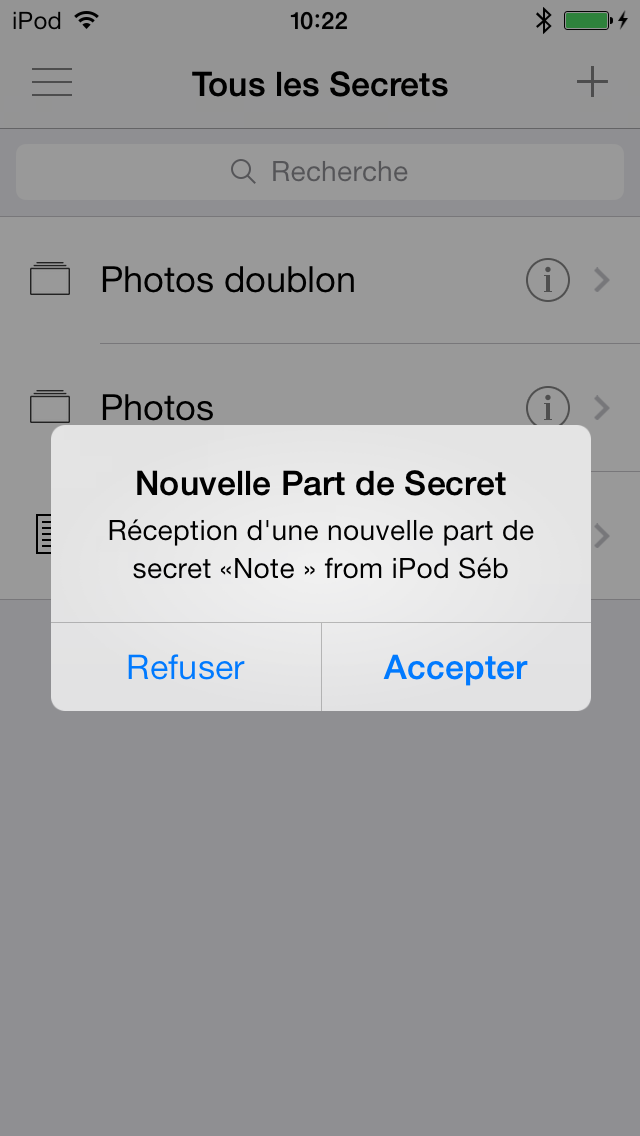 iPod 10:22
Tous les Secrets
Recherche
Photos doublon
Photos
Nouvelle Part de Secret
Réception d'une nouvelle part de
secret «Note » from iPod Séb
Refuser Accepter